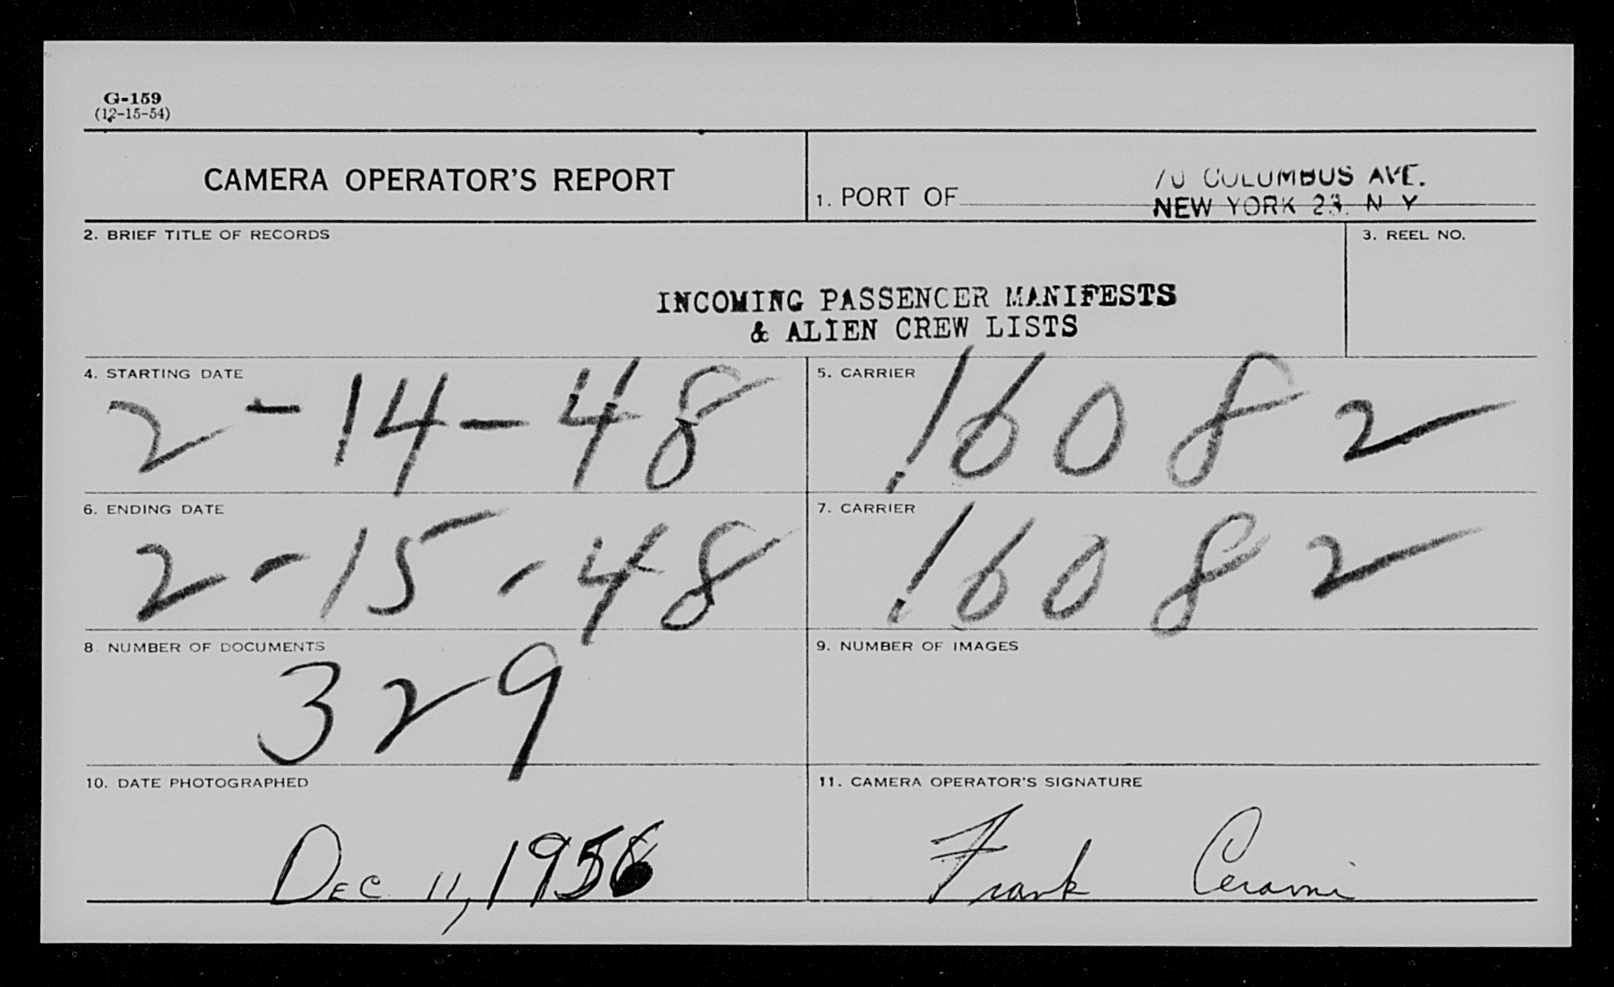 G-159
(12-15-54)
CAMERA OPERATOR'S REPORT
1. PORT OF
70 COLUMBUS AVE.
NEW YORK 23. N Y
2. BRIEF TITLE OF RECORDS
3. REEL NO.
INCOMING PASSENGER MANIFESTS
& ALIEN CREW LISTS
4. STARTING DATE
2-14-48
5. CARRIER
16082
6. ENDING DATE
2-15-48
7. CARRIER
16082
8. NUMBER OF DOCUMENTS
329
9. NUMBER OF IMAGES
10. DATE PHOTOGRAPHED
DEC 11, 1956
11. CAMERA OPERATOR'S SIGNATURE
Frank Cerami